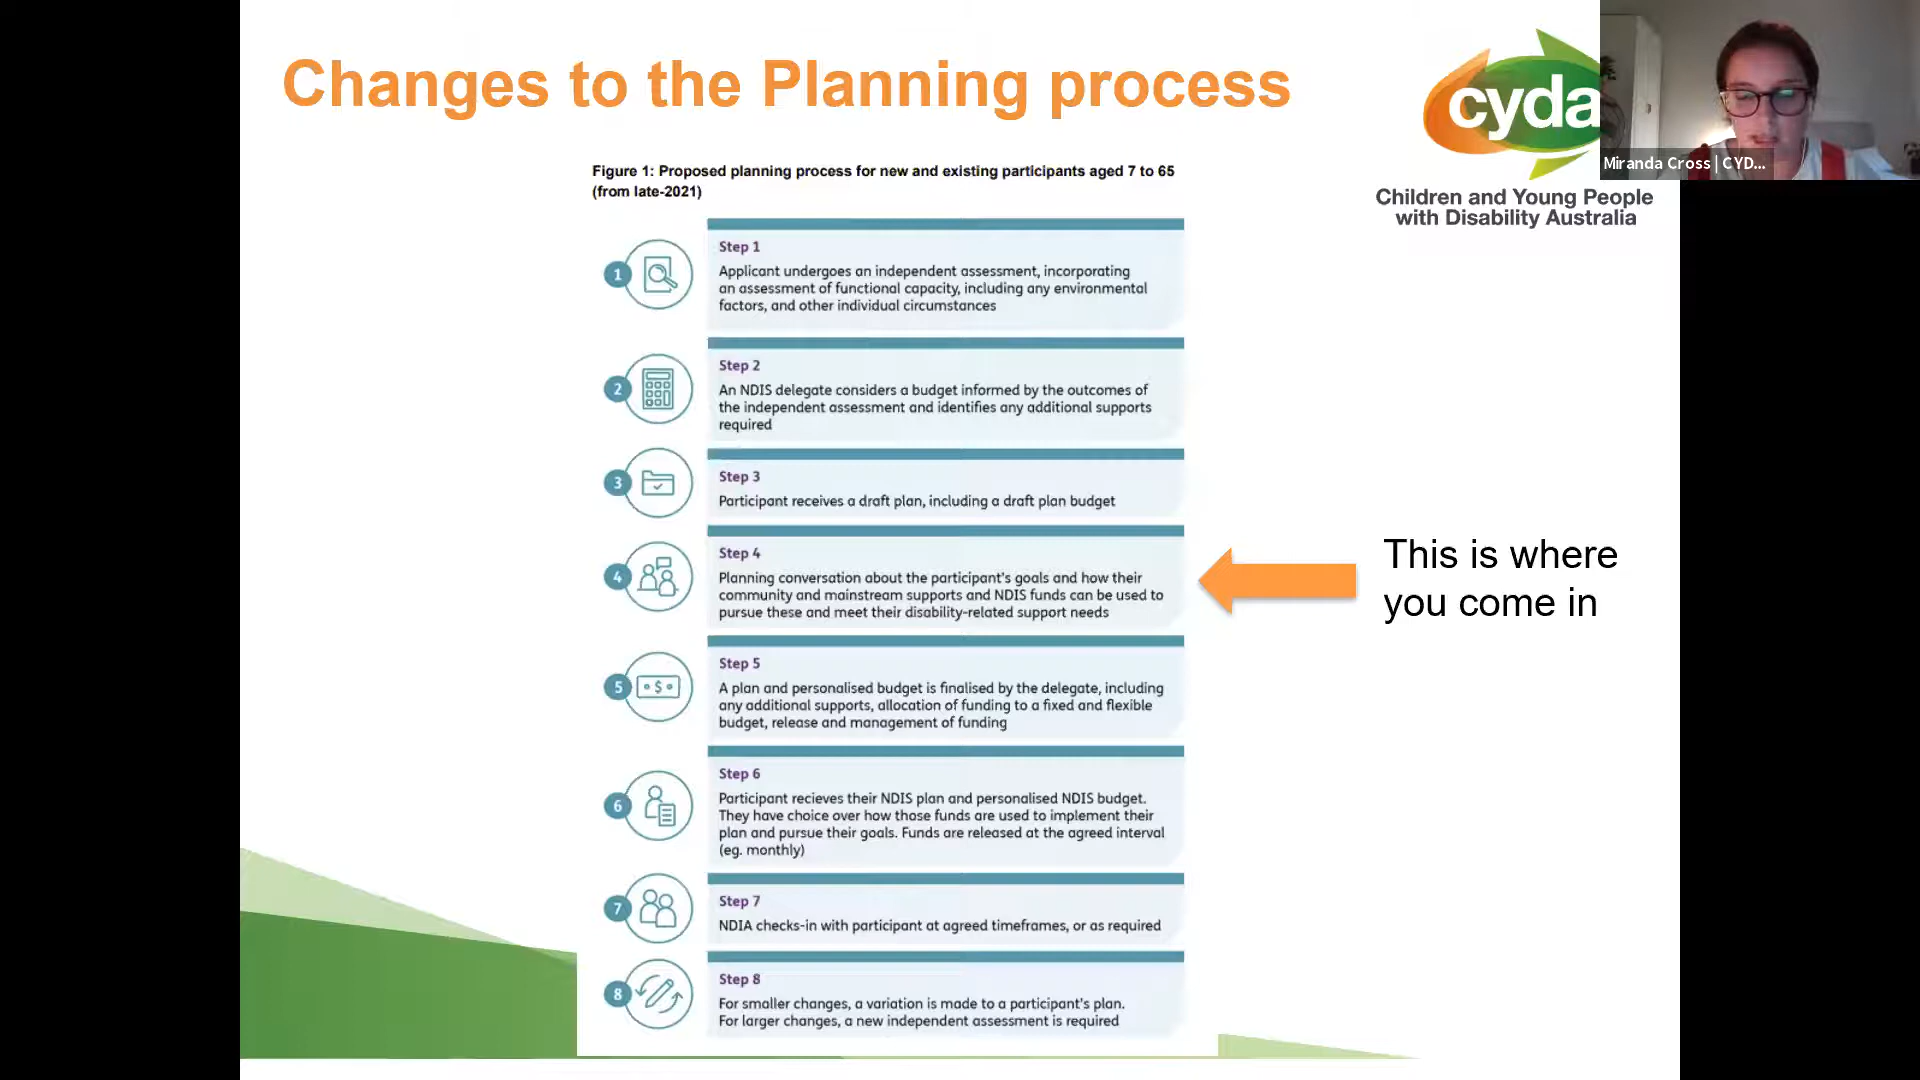 Changes to the Planning process
cyda
Miranda Cross | CYD...
Children and Young People
with Disability Australia
Figure 1: Proposed planning process for new and existing participants aged 7 to 65
(from late-2021)
1
Step 1
Applicant undergoes an independent assessment, incorporating
an assessment of functional capacity, including any environmental
factors, and other individual circumstances
2
Step 2
An NDIS delegate considers a budget informed by the outcomes of
the independent assessment and identifies any additional supports
required
3
Step 3
Participant receives a draft plan, including a draft plan budget
4
Step 4
Planning conversation about the participant's goals and how their
community and mainstream supports and NDIS funds can be used to
pursue these and meet their disability-related support needs
This is where
you come in
5
$
Step 5
A plan and personalised budget is finalised by the delegate, including
any additional supports, allocation of funding to a fixed and flexible
budget, release and management of funding
6
Step 6
Participant recieves their NDIS plan and personalised NDIS budget.
They have choice over how those funds are used to implement their
plan and pursue their goals. Funds are released at the agreed interval
(eg. monthly)
7
Step 7
NDIA checks-in with participant at agreed timeframes, or as required
8
Step 8
For smaller changes, a variation is made to a participant's plan.
For larger changes, a new independent assessment is required